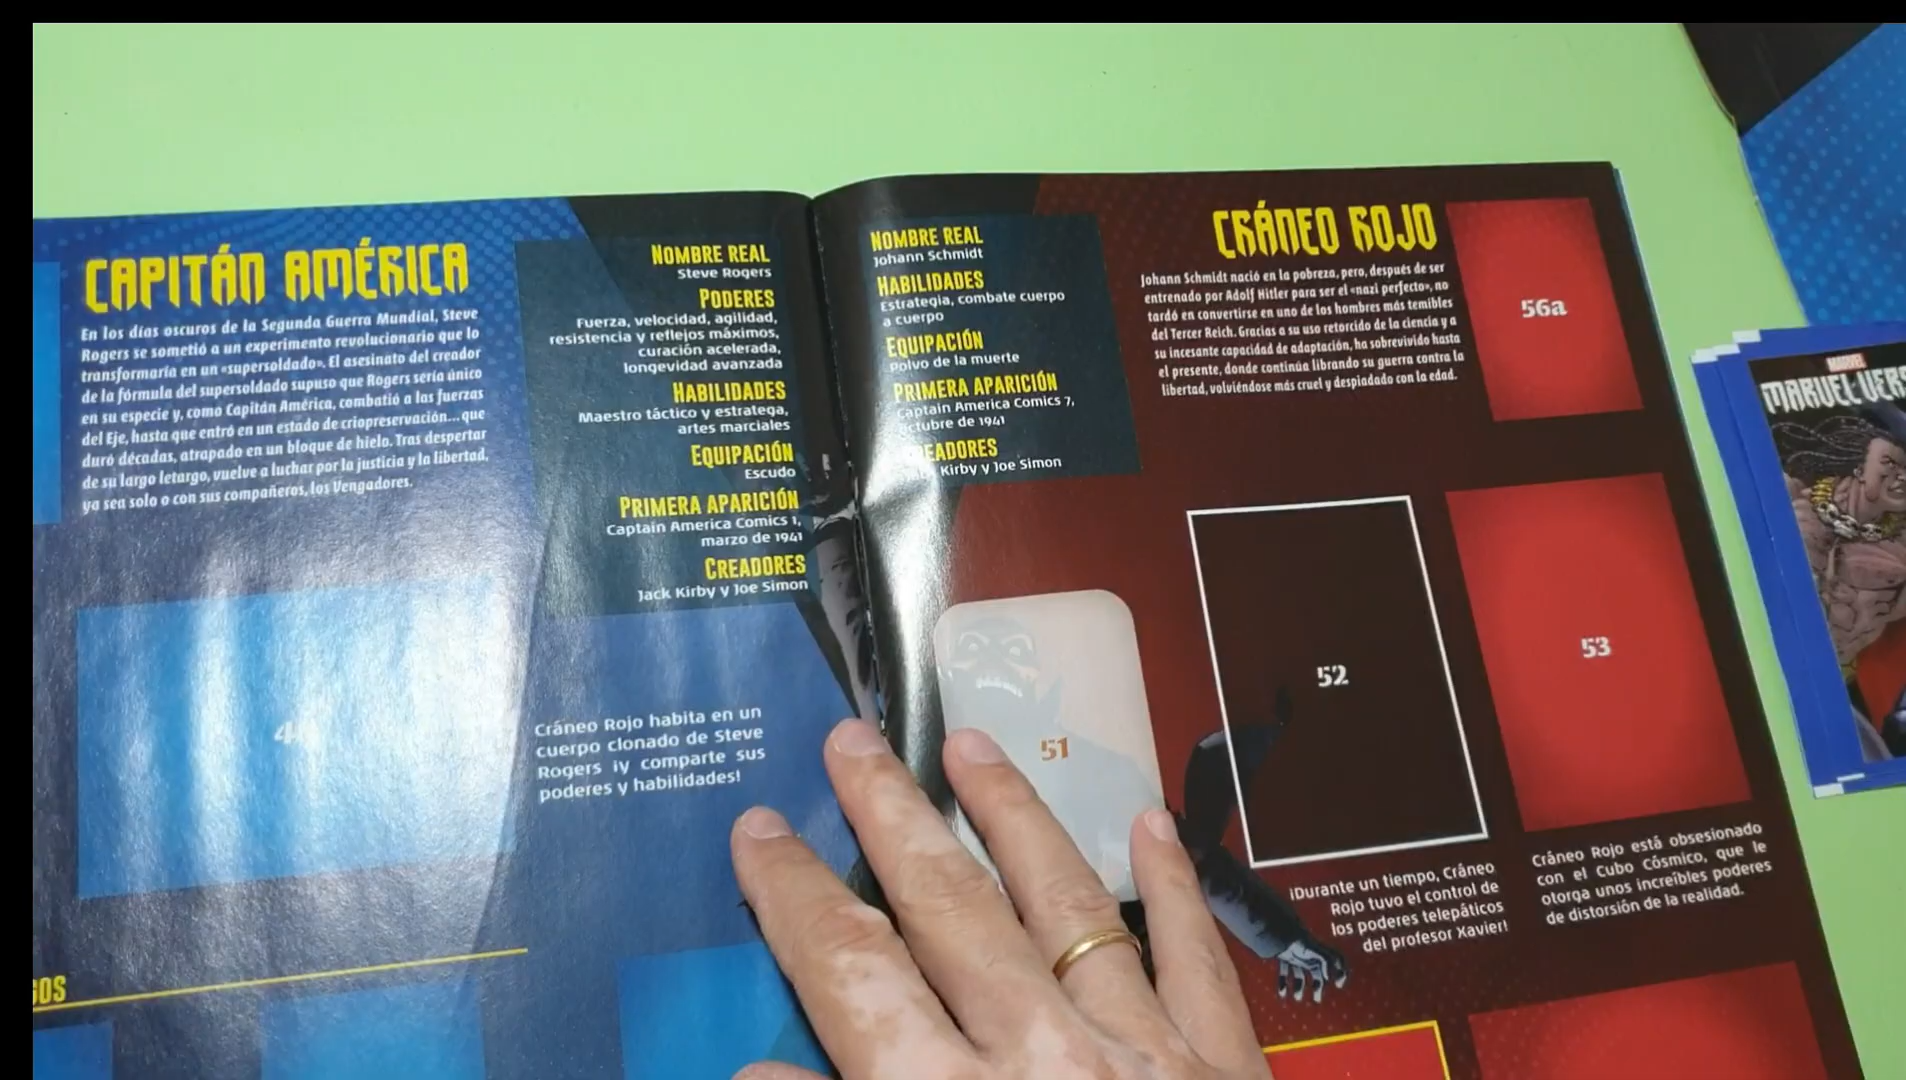 CAPITÁN AMÉRICA
En los días oscuros de la Segunda Guerra Mundial, Steve
Rogers se sometió a un experimento revolucionario que lo
transformaría en un «supersoldado». El asesinato del creador
de la fórmula del supersoldado supuso que Rogers sería único
en su especie y, como Capitán América, combatió a las fuerzas
del Eje, hasta que entró en un estado de criopreservación... que
duró décadas, atrapado en un bloque de hielo. Tras despertar
de su largo letargo, vuelve a luchar por la justicia y la libertad,
ya sea solo o con sus compañeros, los Vengadores.
NOMBRE REAL
Steve Rogers
PODERES
Fuerza, velocidad, agilidad,
resistencia y reflejos máximos,
curación acelerada,
longevidad avanzada
HABILIDADES
Maestro táctico y estratega,
artes marciales
EQUIPACIÓN
Escudo
PRIMERA APARICIÓN
Captain America Comics 1,
marzo de 1941
CREADORES
Jack Kirby y Joe Simon
Cráneo Rojo habita en un
cuerpo clonado de Steve
Rogers ¡y comparte sus
poderes y habilidades!
NOMBRE REAL
Johann Schmidt
HABILIDADES
Estrategia, combate cuerpo
a cuerpo
EQUIPACIÓN
Polvo de la muerte
PRIMERA APARICIÓN
Captain America Comics 7,
octubre de 1941
EADORES
Kirby y Joe Simon
CRÁNEO ROJO
Johann Schmidt nació en la pobreza, pero, después de ser
entrenado por Adolf Hitler para ser el «nazi perfecto», no
tardó en convertirse en uno de los hombres más temibles
del Tercer Reich. Gracias a su uso retorcido de la ciencia y a
su incesante capacidad de adaptación, ha sobrevivido hasta
el presente, donde continúa librando su guerra contra la
libertad, volviéndose más cruel y despiadado con la edad.
56a
51
52
53
¡Durante un tiempo, Cráneo
Rojo tuvo el control de
los poderes telepáticos
del profesor Xavier!
Cráneo Rojo está obsesionado
con el Cubo Cósmico, que le
otorga unos increíbles poderes
de distorsión de la realidad.
MARVEL
MARVEL VERS